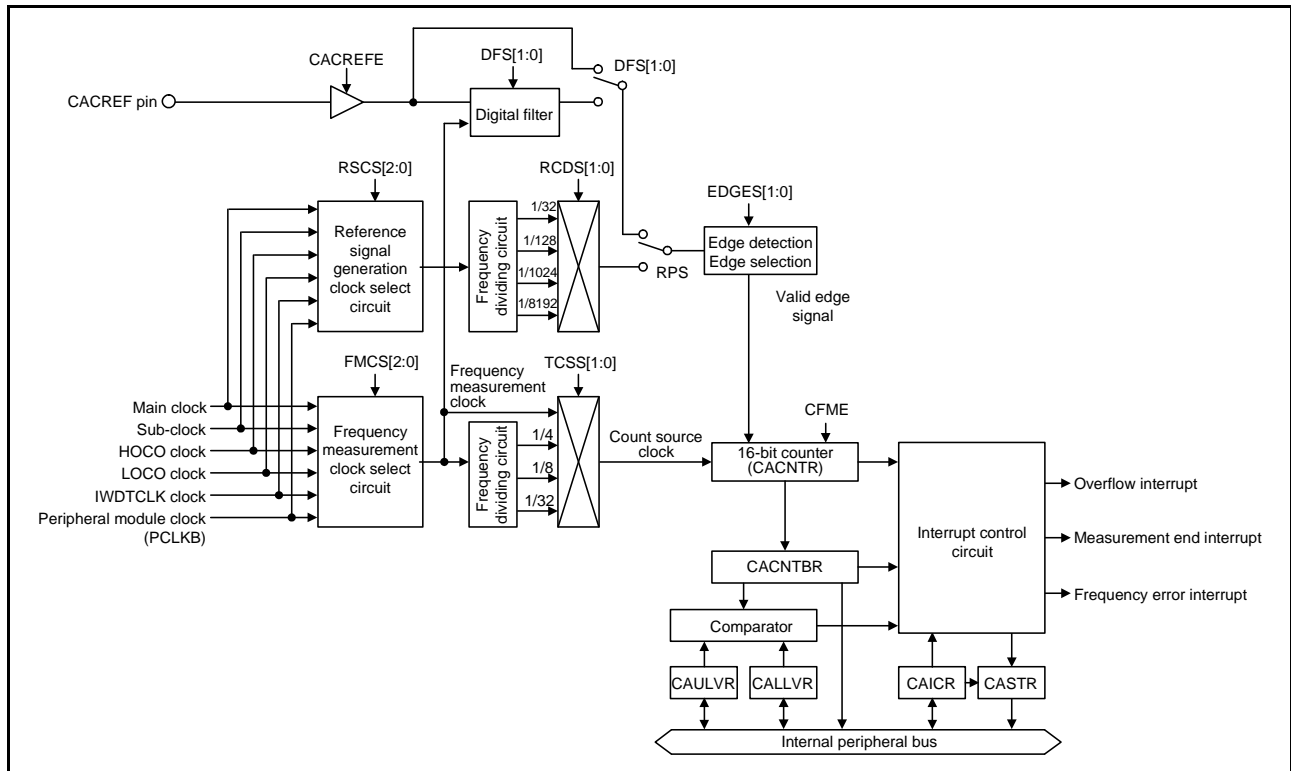 CACREFE
DFS[1:0]
DFS[1:0]
CACREF pin
Digital filter
RSCS[2:0]
RCDS[1:0]
EDGES[1:0]
Reference
signal
generation
clock select
circuit
Frequency
dividing circuit
1/32
1/128
1/1024
1/8192
RPS
Edge detection
Edge selection
Valid edge
signal
FMCS[2:0]
Frequency
measurement
clock
TCSS[1:0]
CFME
Main clock
Sub-clock
HOCO clock
LOCO clock
IWDTCLK clock
Peripheral module clock
(PCLKB)
Frequency
measurement
clock select
circuit
Frequency
dividing circuit
1/4
1/8
1/32
Count source
clock
16-bit counter
(CACNTR)
Interrupt control
circuit
Overflow interrupt
Measurement end interrupt
Frequency error interrupt
CACNTBR
Comparator
CAULVR
CALLVR
CAICR
CASTR
Internal peripheral bus